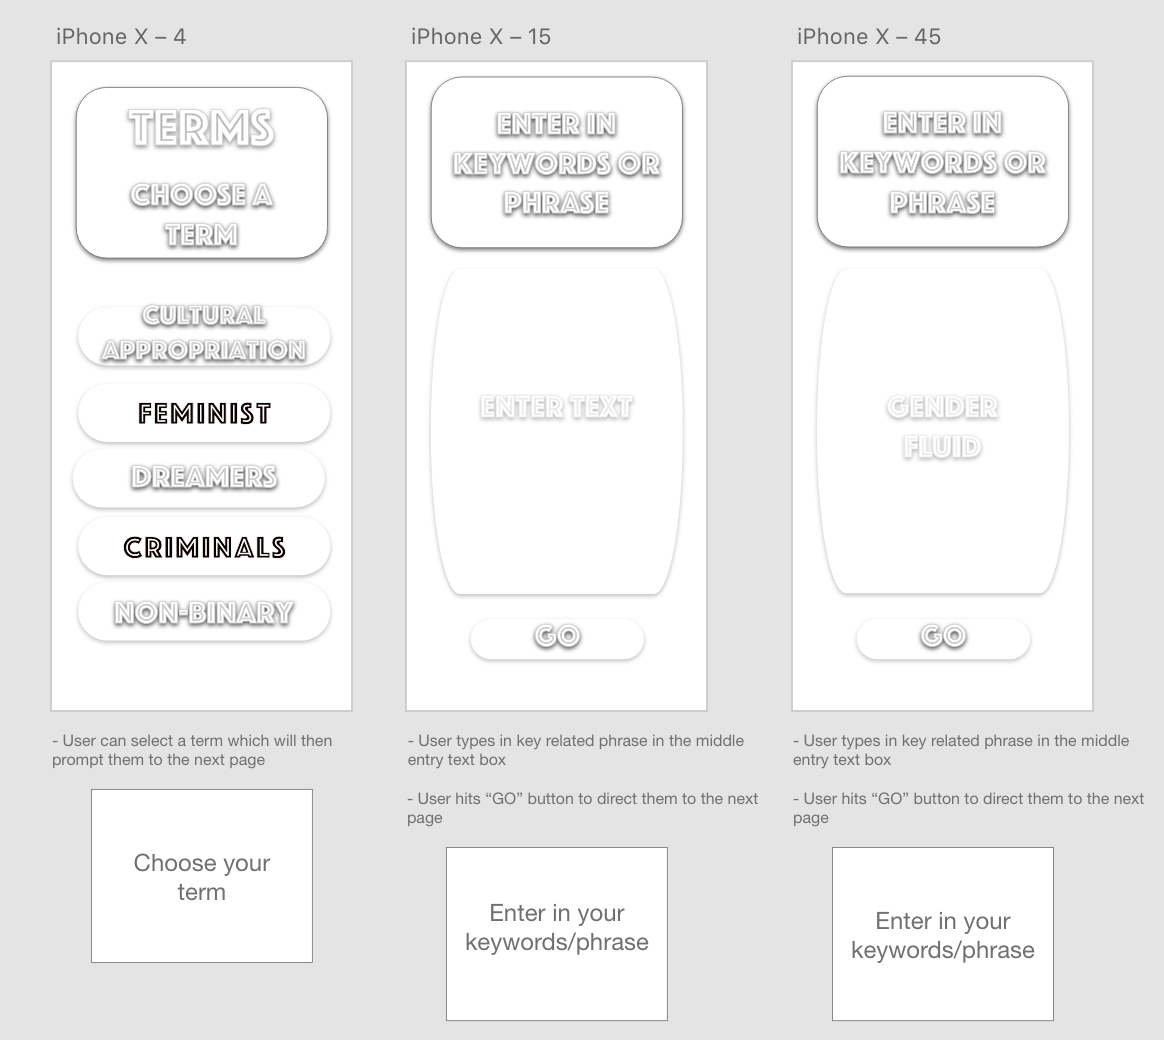 iPhone X – 4
TERMS
CHOOSE A
TERM
CULTURAL
APPROPRIATION
FEMINIST
DREAMERS
CRIMINALS
NON-BINARY
- User can select a term which will then
prompt them to the next page
Choose your
term
iPhone X – 15
ENTER IN
KEYWORDS OR
PHRASE
ENTER TEXT
GO
- User types in key related phrase in the middle
entry text box
- User hits “GO” button to direct them to the next
page
Enter in your
keywords/phrase
iPhone X – 45
ENTER IN
KEYWORDS OR
PHRASE
GENDER
FLUID
GO
- User types in key related phrase in the middle
entry text box
- User hits “GO” button to direct them to the next
page
Enter in your
keywords/phrase